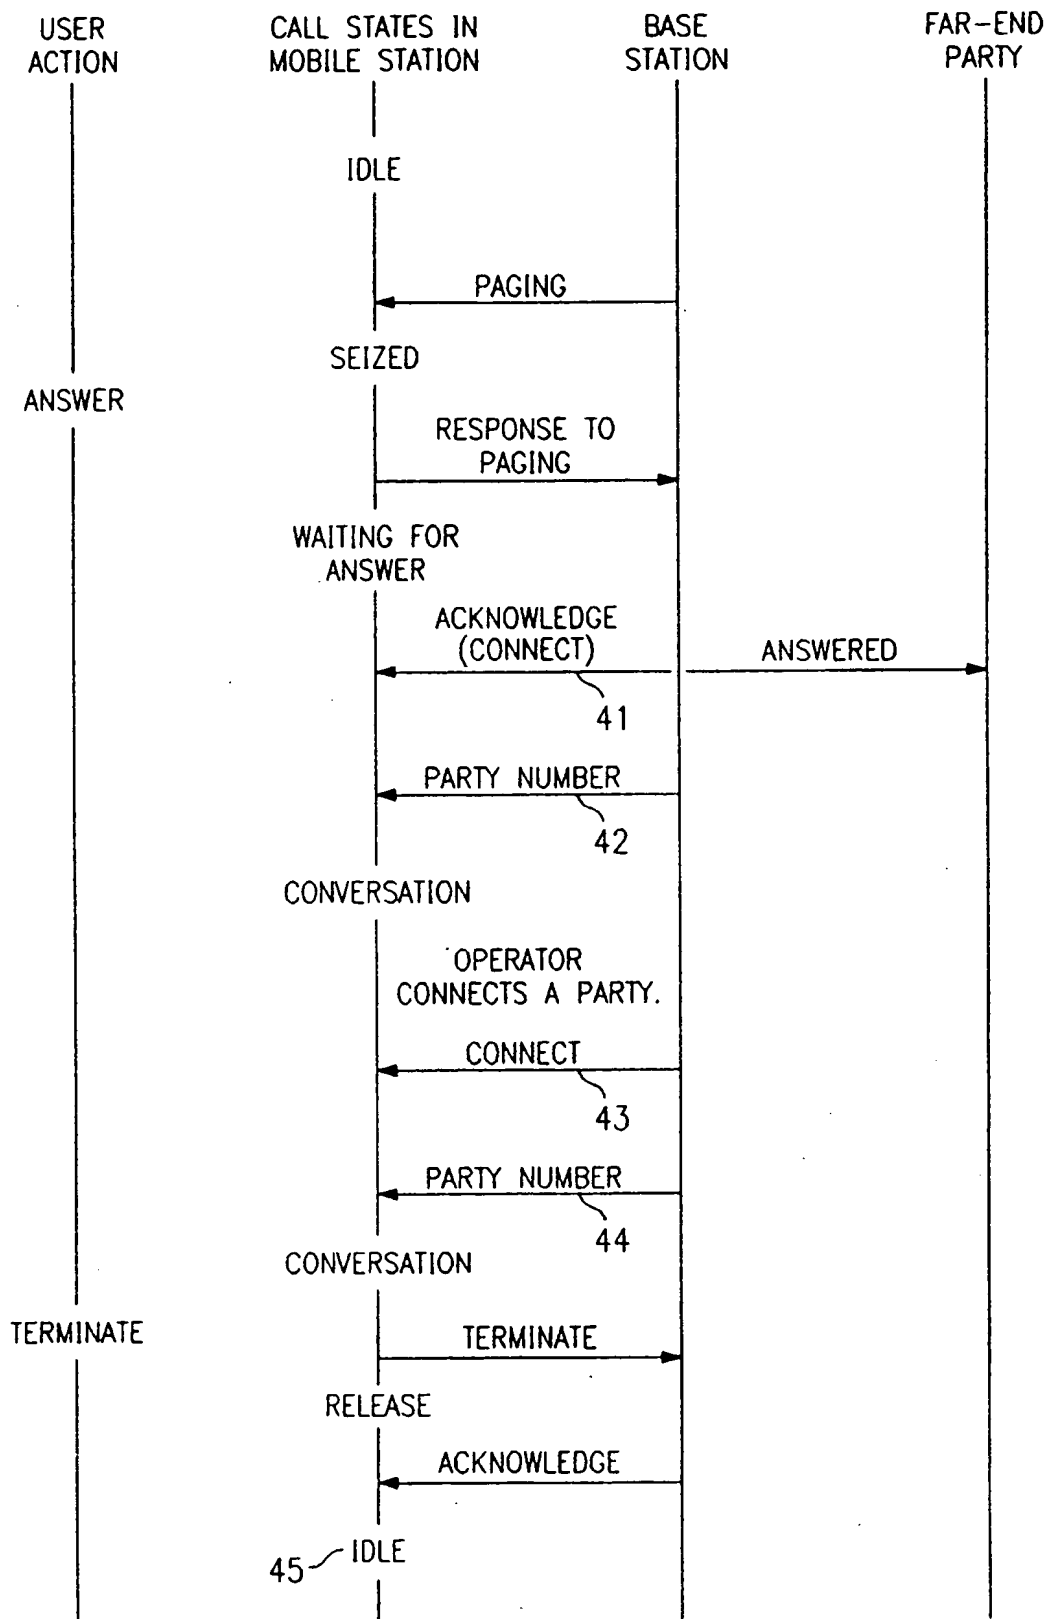 USER
ACTION
CALL STATES IN
MOBILE STATION
BASE
STATION
FAR-END
PARTY
IDLE
PAGING
SEIZED
ANSWER
RESPONSE TO
PAGING
WAITING FOR
ANSWER
ACKNOWLEDGE
(CONNECT)
ANSWERED
41
PARTY NUMBER
42
CONVERSATION
OPERATOR
CONNECTS A PARTY.
CONNECT
43
PARTY NUMBER
44
CONVERSATION
TERMINATE
TERMINATE
RELEASE
ACKNOWLEDGE
45
IDLE